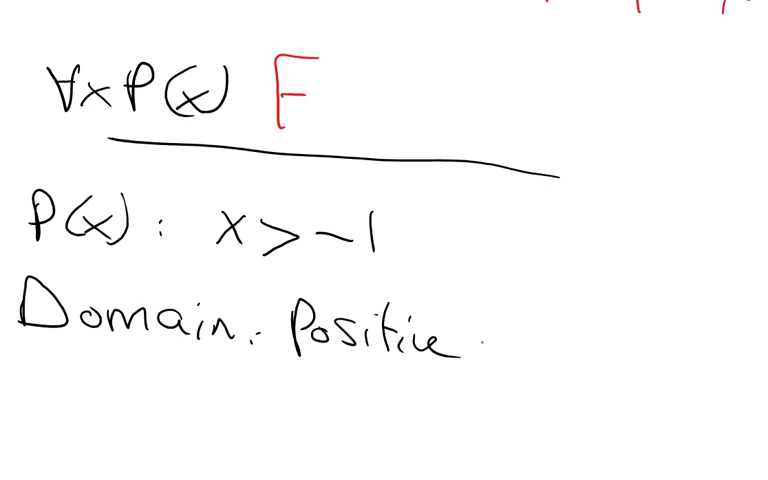 ∀x P(x) F
P(x) : x > -1
Domain : Positive